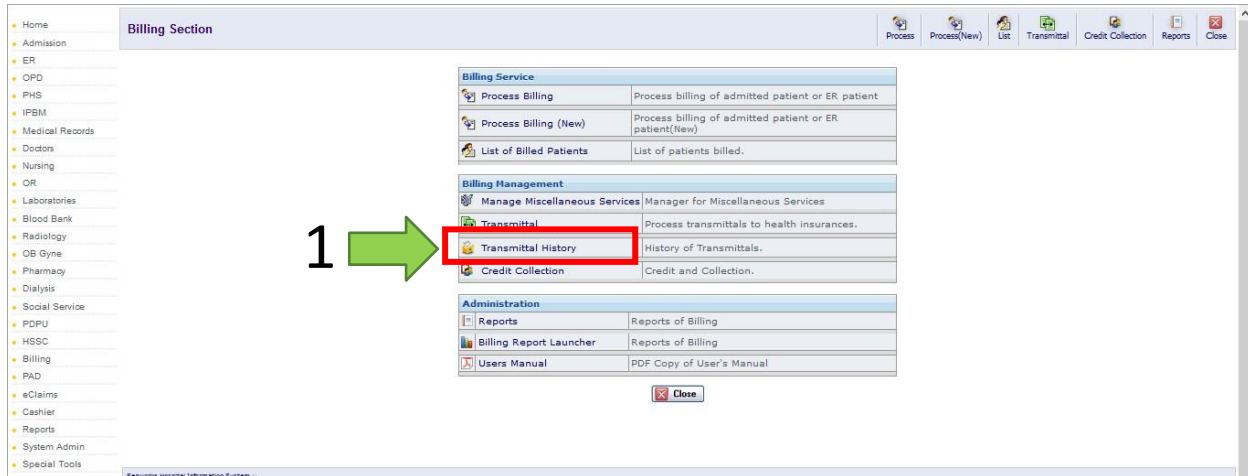 Home
Admission
ER
OPD
PHS
IPBM
Medical Records
Doctors
Nursing
OR
Laboratories
Blood Bank
Radiology
OB Gyne
Pharmacy
Dialysis
Social Service
PDPU
HSSC
Billing
PAD
eClaims
Cashier
Reports
System Admin
Special Tools
Billing Section
Process Process(New) List Transmittal Credit Collection Reports Close
Billing Service
Process Billing Process billing of admitted patient or ER patient
Process Billing (New) Process billing of admitted patient or ER
patient(New)
List of Billed Patients List of patients billed.
Billing Management
Manage Miscellaneous Services Manager for Miscellaneous Services
Transmittal Process transmittals to health insurances.
1 Transmittal History History of Transmittals.
Credit Collection Credit and Collection.
Administration
Reports Reports of Billing
Billing Report Launcher Reports of Billing
Users Manual PDF Copy of User's Manual
Close
Hospital Information System